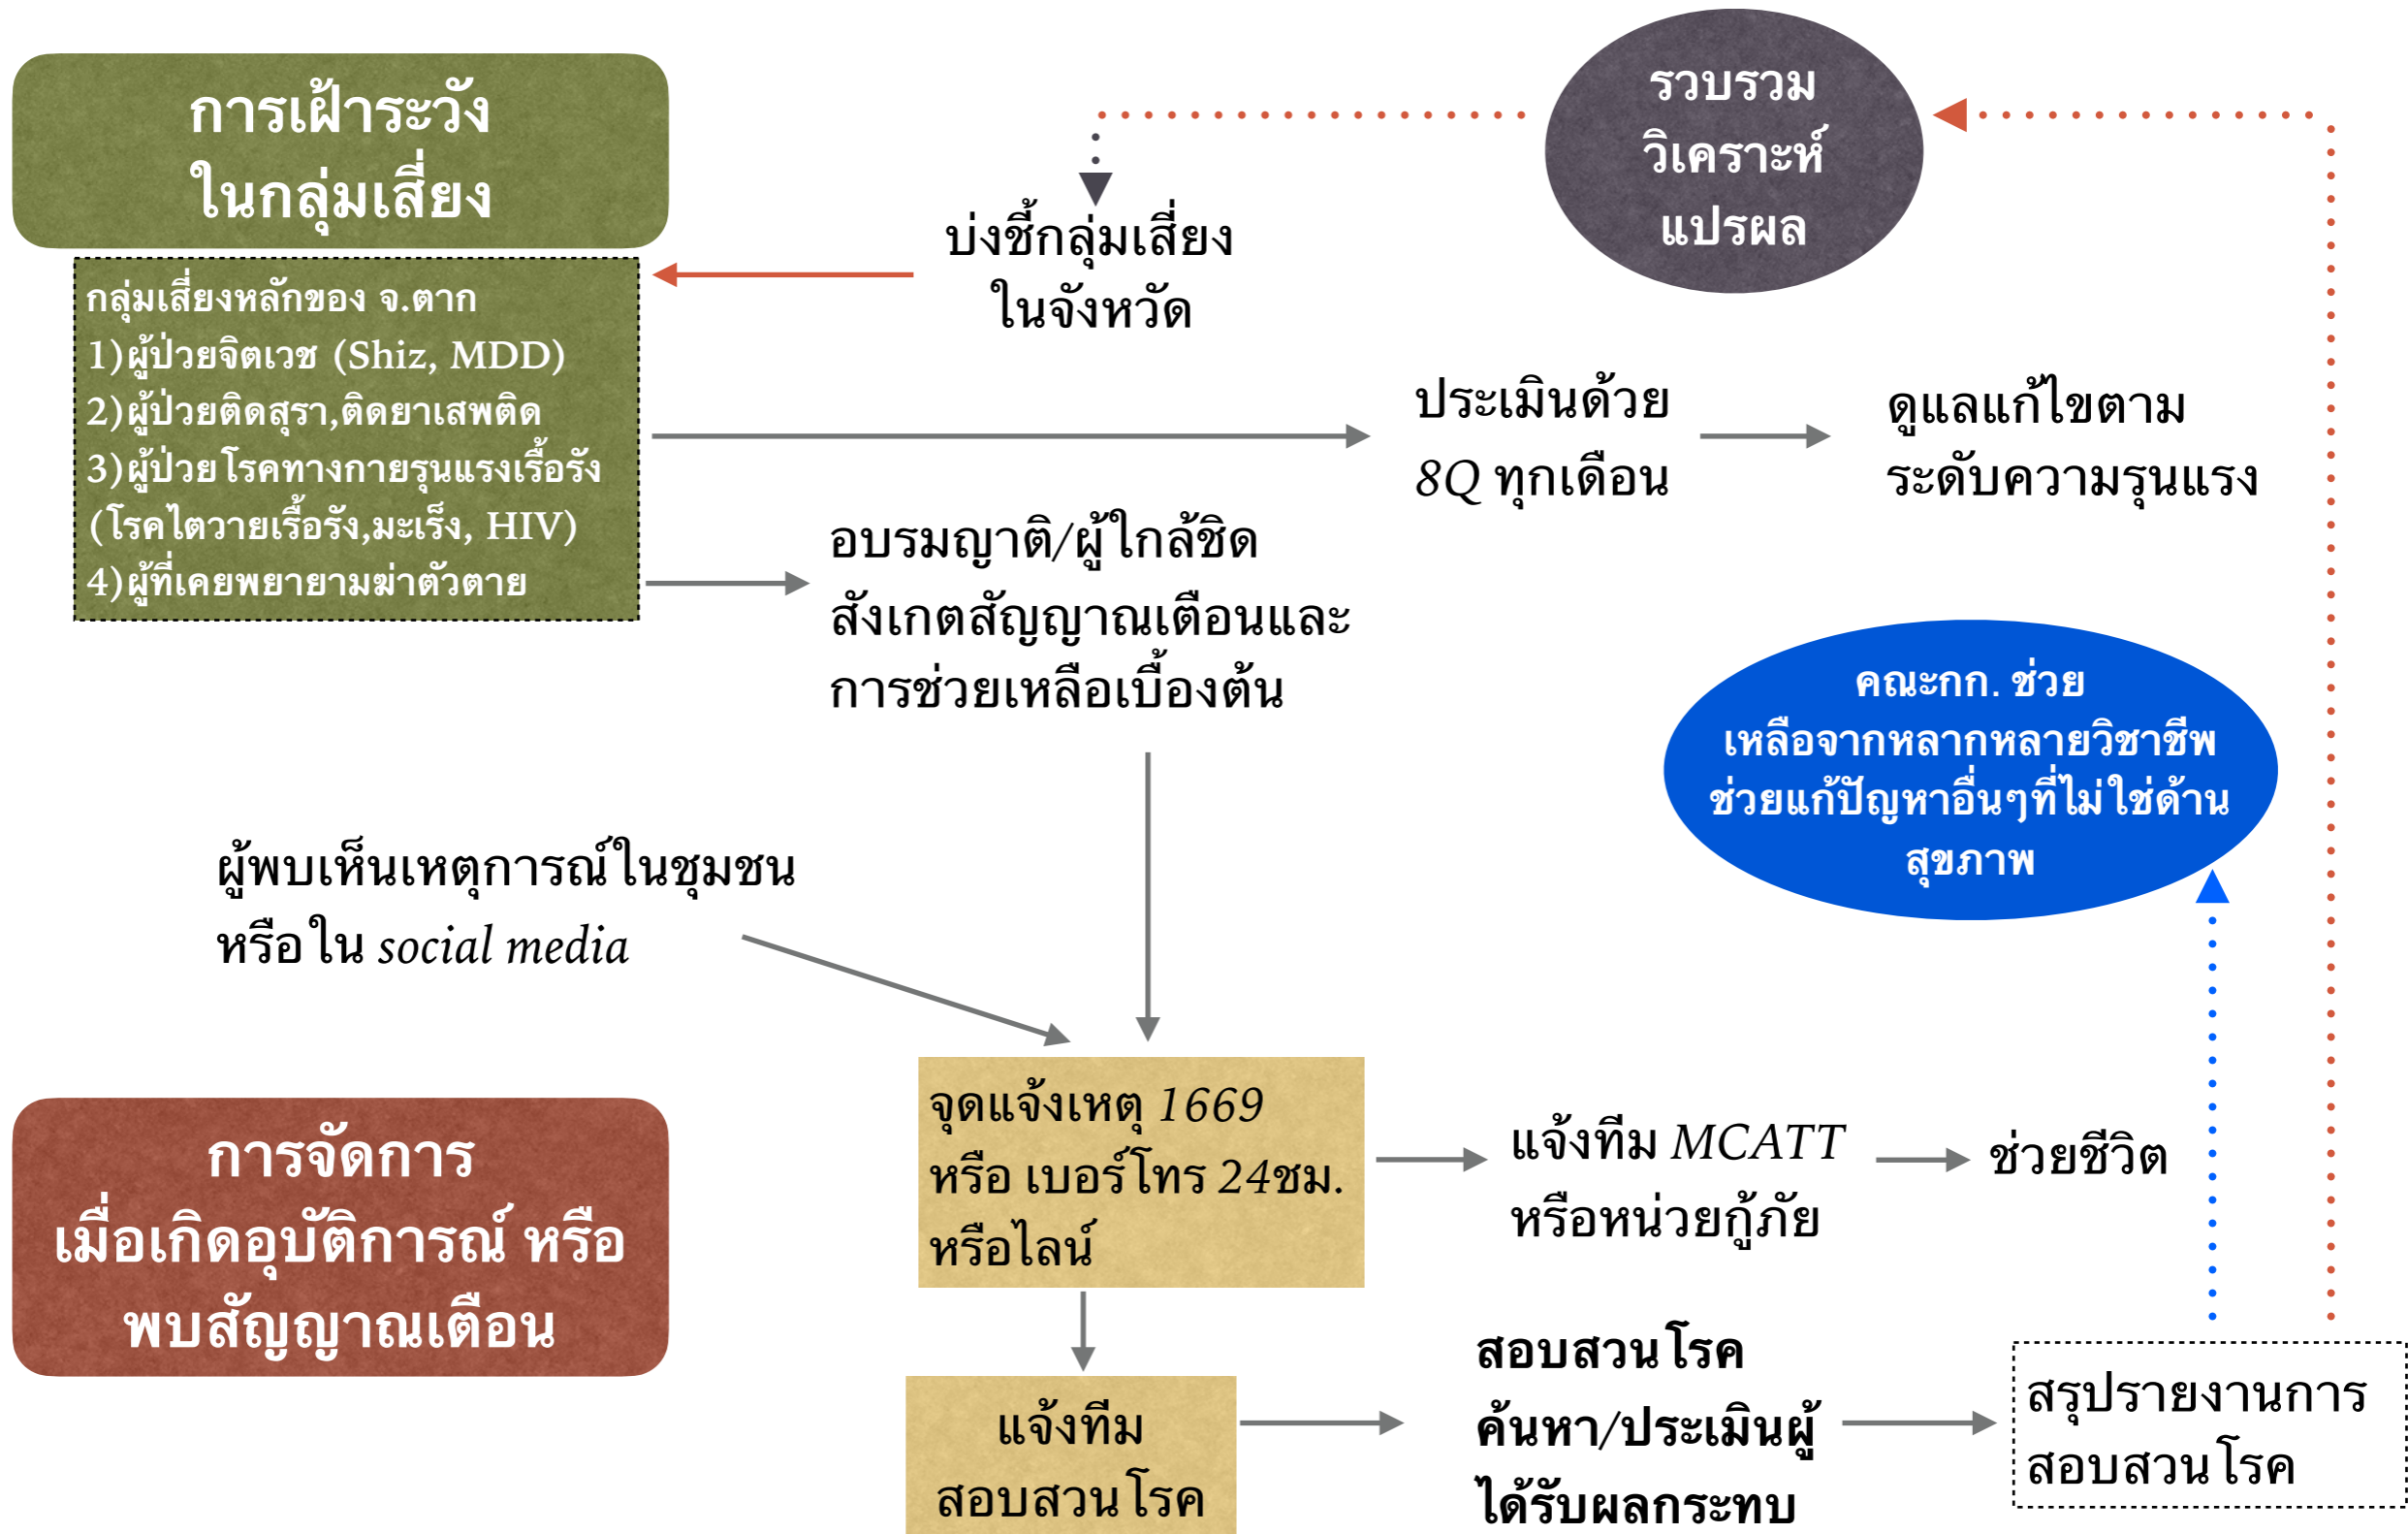 การเฝ้าระวัง
ในกลุ่มเสี่ยง
กลุ่มเสี่ยงหลักของ จ.ตาก
1)ผู้ป่วยจิตเวช (Shiz, MDD)
2)ผู้ป่วยติดสุรา,ติดยาเสพติด
3)ผู้ป่วยโรคทางกายรุนแรงเรื้อรัง
(โรคไตวายเรื้อรัง,มะเร็ง, HIV)
4)ผู้ที่เคยพยายามฆ่าตัวตาย
บ่งชี้กลุ่มเสี่ยง
ในจังหวัด
รวบรวม
วิเคราะห์
แปรผล
ประเมินด้วย
8Q ทุกเดือน
ดูแลแก้ไขตาม
ระดับความรุนแรง
อบรมญาติ/ผู้ใกล้ชิด
สังเกตสัญญาณเตือนและ
การช่วยเหลือเบื้องต้น
คณะกก. ช่วย
เหลือจากหลากหลายวิชาชีพ
ช่วยแก้ปัญหาอื่นๆที่ไม่ใช่ด้าน
สุขภาพ
ผู้พบเห็นเหตุการณ์ในชุมชน
หรือใน social media
การจัดการ
เมื่อเกิดอุบัติการณ์ หรือ
พบสัญญาณเตือน
จุดแจ้งเหตุ 1669
หรือ เบอร์โทร 24ชม.
หรือไลน์
แจ้งทีม MCATT
หรือหน่วยกู้ภัย
ช่วยชีวิต
แจ้งทีม
สอบสวนโรค
สอบสวนโรค
ค้นหา/ประเมินผู้
ได้รับผลกระทบ
สรุปรายงานการ
สอบสวนโรค